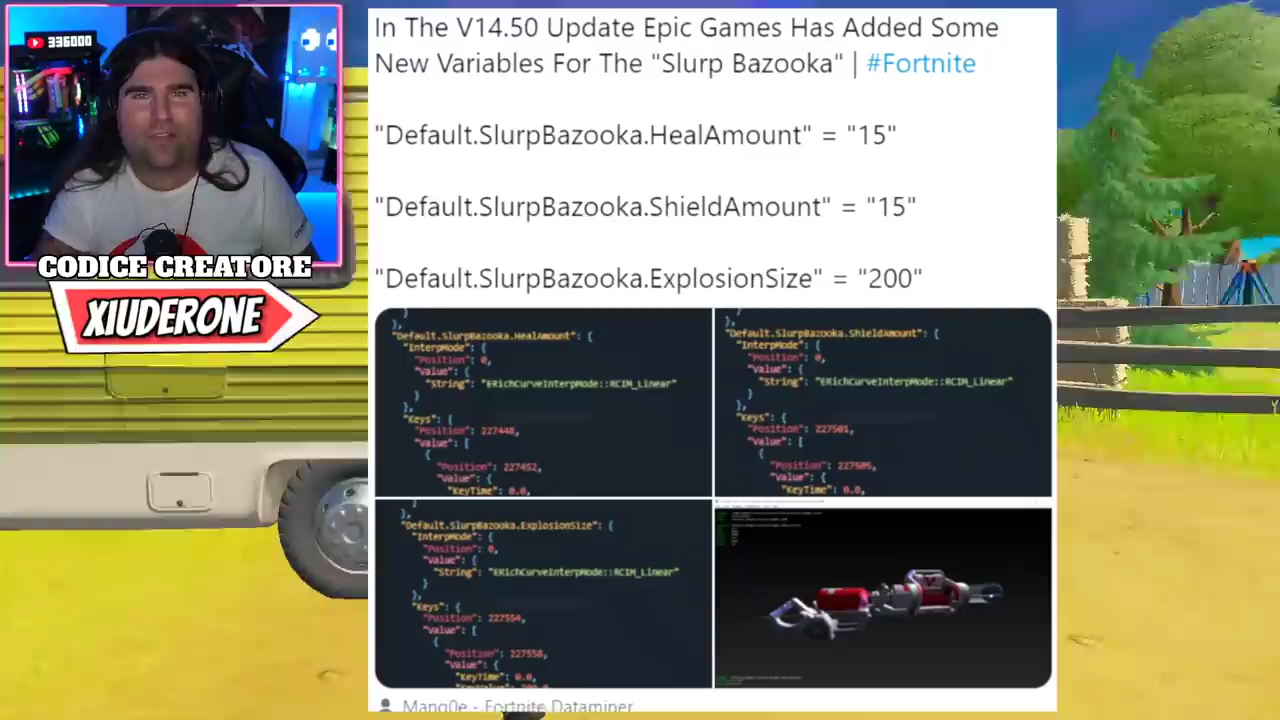 336000
CODICE CREATORE
XIUDERONE
In The V14.50 Update Epic Games Has Added Some
New Variables For The "Slurp Bazooka" | #Fortnite
"Default.SlurpBazooka.HealAmount" = "15"
"Default.SlurpBazooka.ShieldAmount" = "15"
"Default.SlurpBazooka.ExplosionSize" = "200"
},
"Default.SlurpBazooka.HealAmount": {
"InterpMode": {
"Position": 0,
"Value": {
"String": "ERichCurveInterpMode::RCIM_Linear"
}
},
"Keys": {
"Position": 227448,
"Value": [
{
"Position": 227452,
"Value": {
"KeyTime": 0.0,
},
"Default.SlurpBazooka.ShieldAmount": {
"InterpMode": {
"Position": 0,
"Value": {
"String": "ERichCurveInterpMode::RCIM_Linear"
}
},
"Keys": {
"Position": 227501,
"Value": [
{
"Position": 227505,
"Value": {
"KeyTime": 0.0,
},
"Default.SlurpBazooka.ExplosionSize": {
"InterpMode": {
"Position": 0,
"Value": {
"String": "ERichCurveInterpMode::RCIM_Linear"
}
},
"Keys": {
"Position": 227554,
"Value": [
{
"Position": 227558,
"Value": {
"KeyTime": 0.0,
Mang0e - Fortnite Dataminer